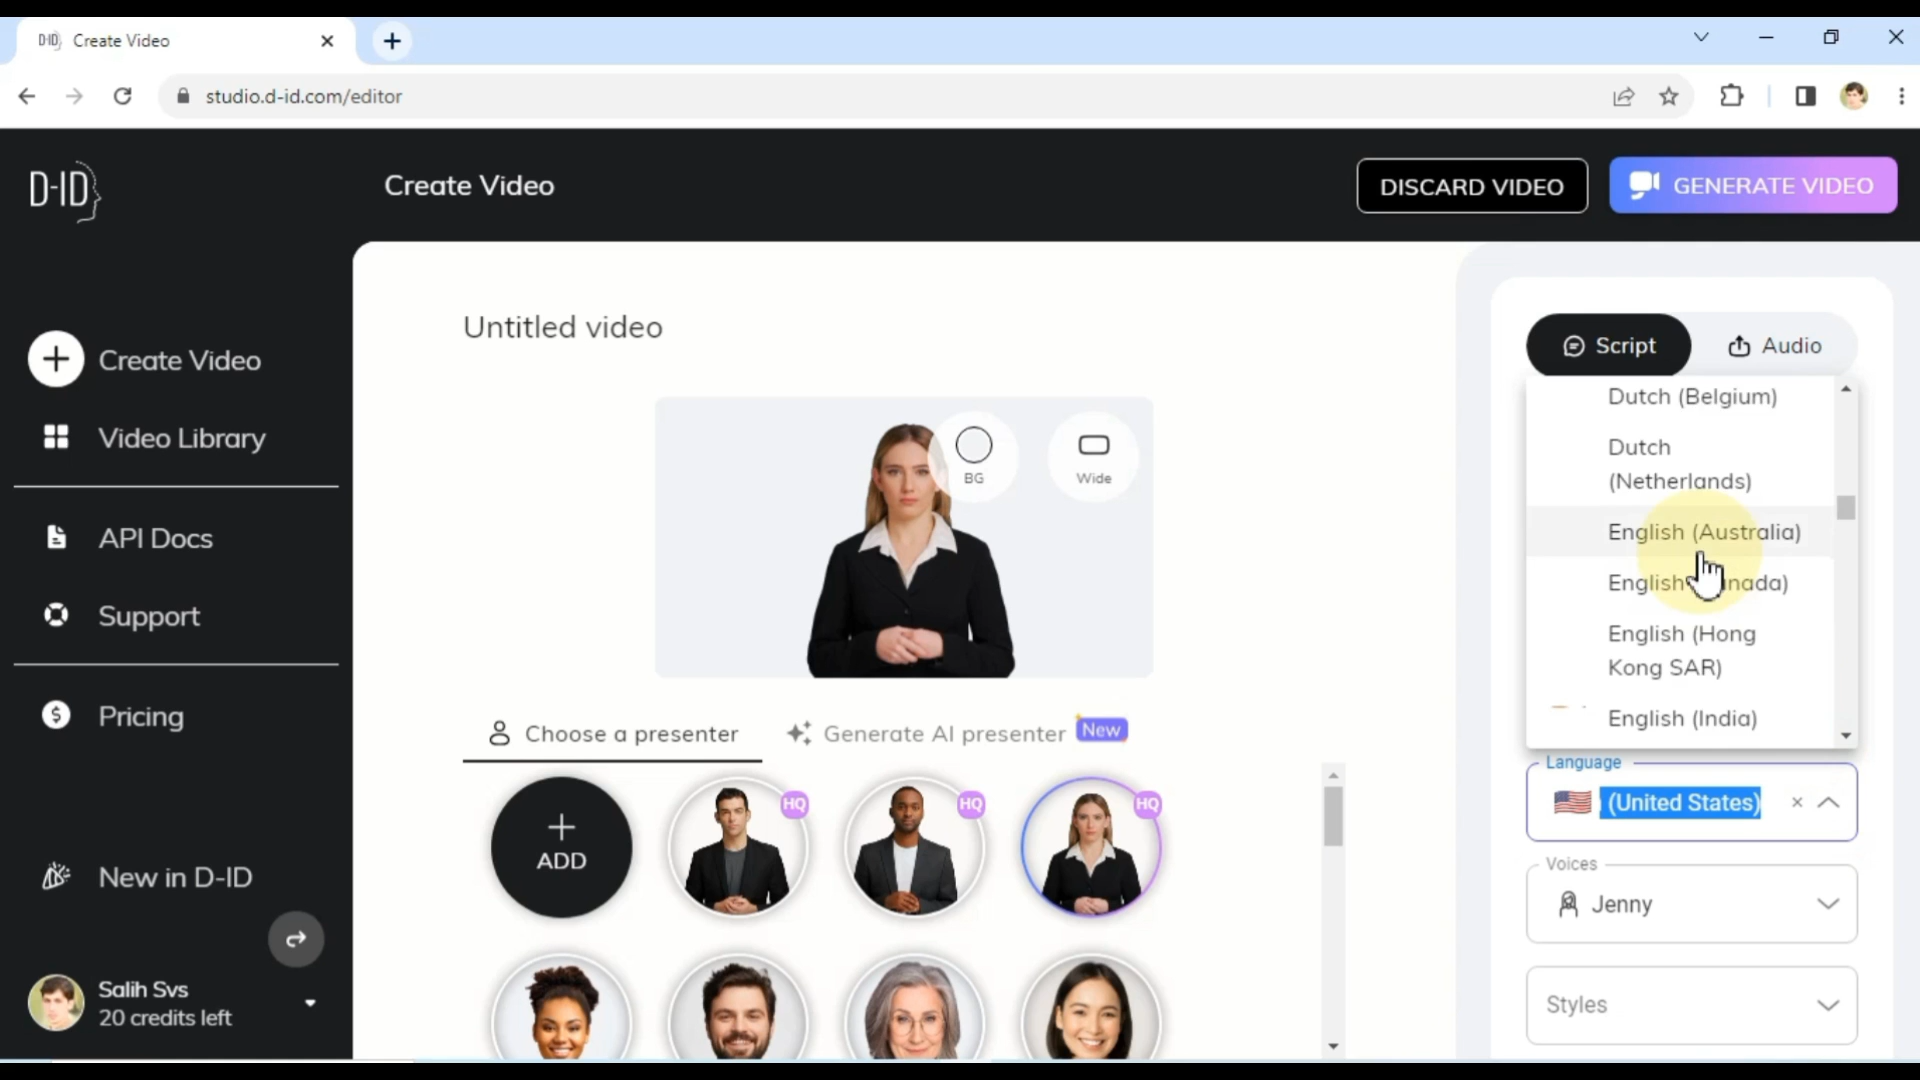 D-ID Create Video
studio.d-id.com/editor
D-ID
Create Video
DISCARD VIDEO
GENERATE VIDEO
Create Video
Video Library
API Docs
Support
Pricing
New in D-ID
Salih Svs
20 credits left
Untitled video
BG
Wide
Choose a presenter
Generate AI presenter
New
ADD
HQ
HQ
HQ
Script
Audio
Dutch (Belgium)
Dutch
(Netherlands)
English (Australia)
English nada)
English (Hong
Kong SAR)
English (India)
Language
(United States)
Voices
Jenny
Styles